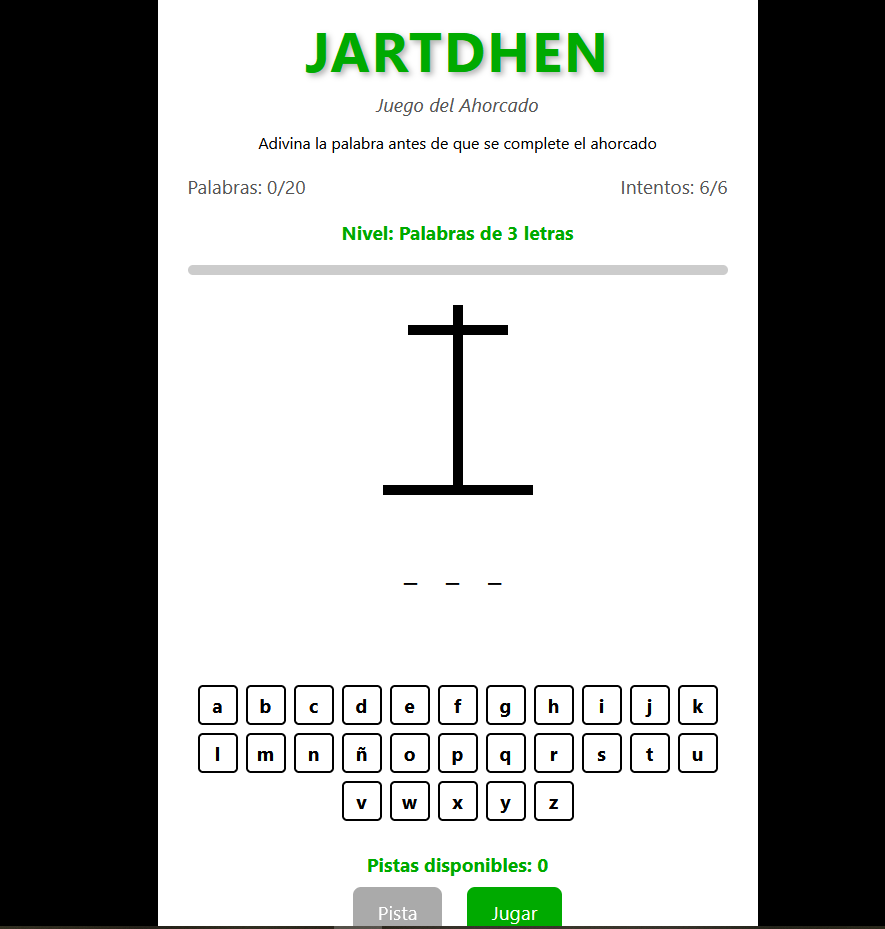 JARTDHEN
Juego del Ahorcado
Adivina la palabra antes de que se complete el ahorcado
Palabras: 0/20 Intentos: 6/6
Nivel: Palabras de 3 letras
_ _ _
a b c d e f g h i j k
l m n ñ o p q r s t u
v w x y z
Pistas disponibles: 0
Pista Jugar